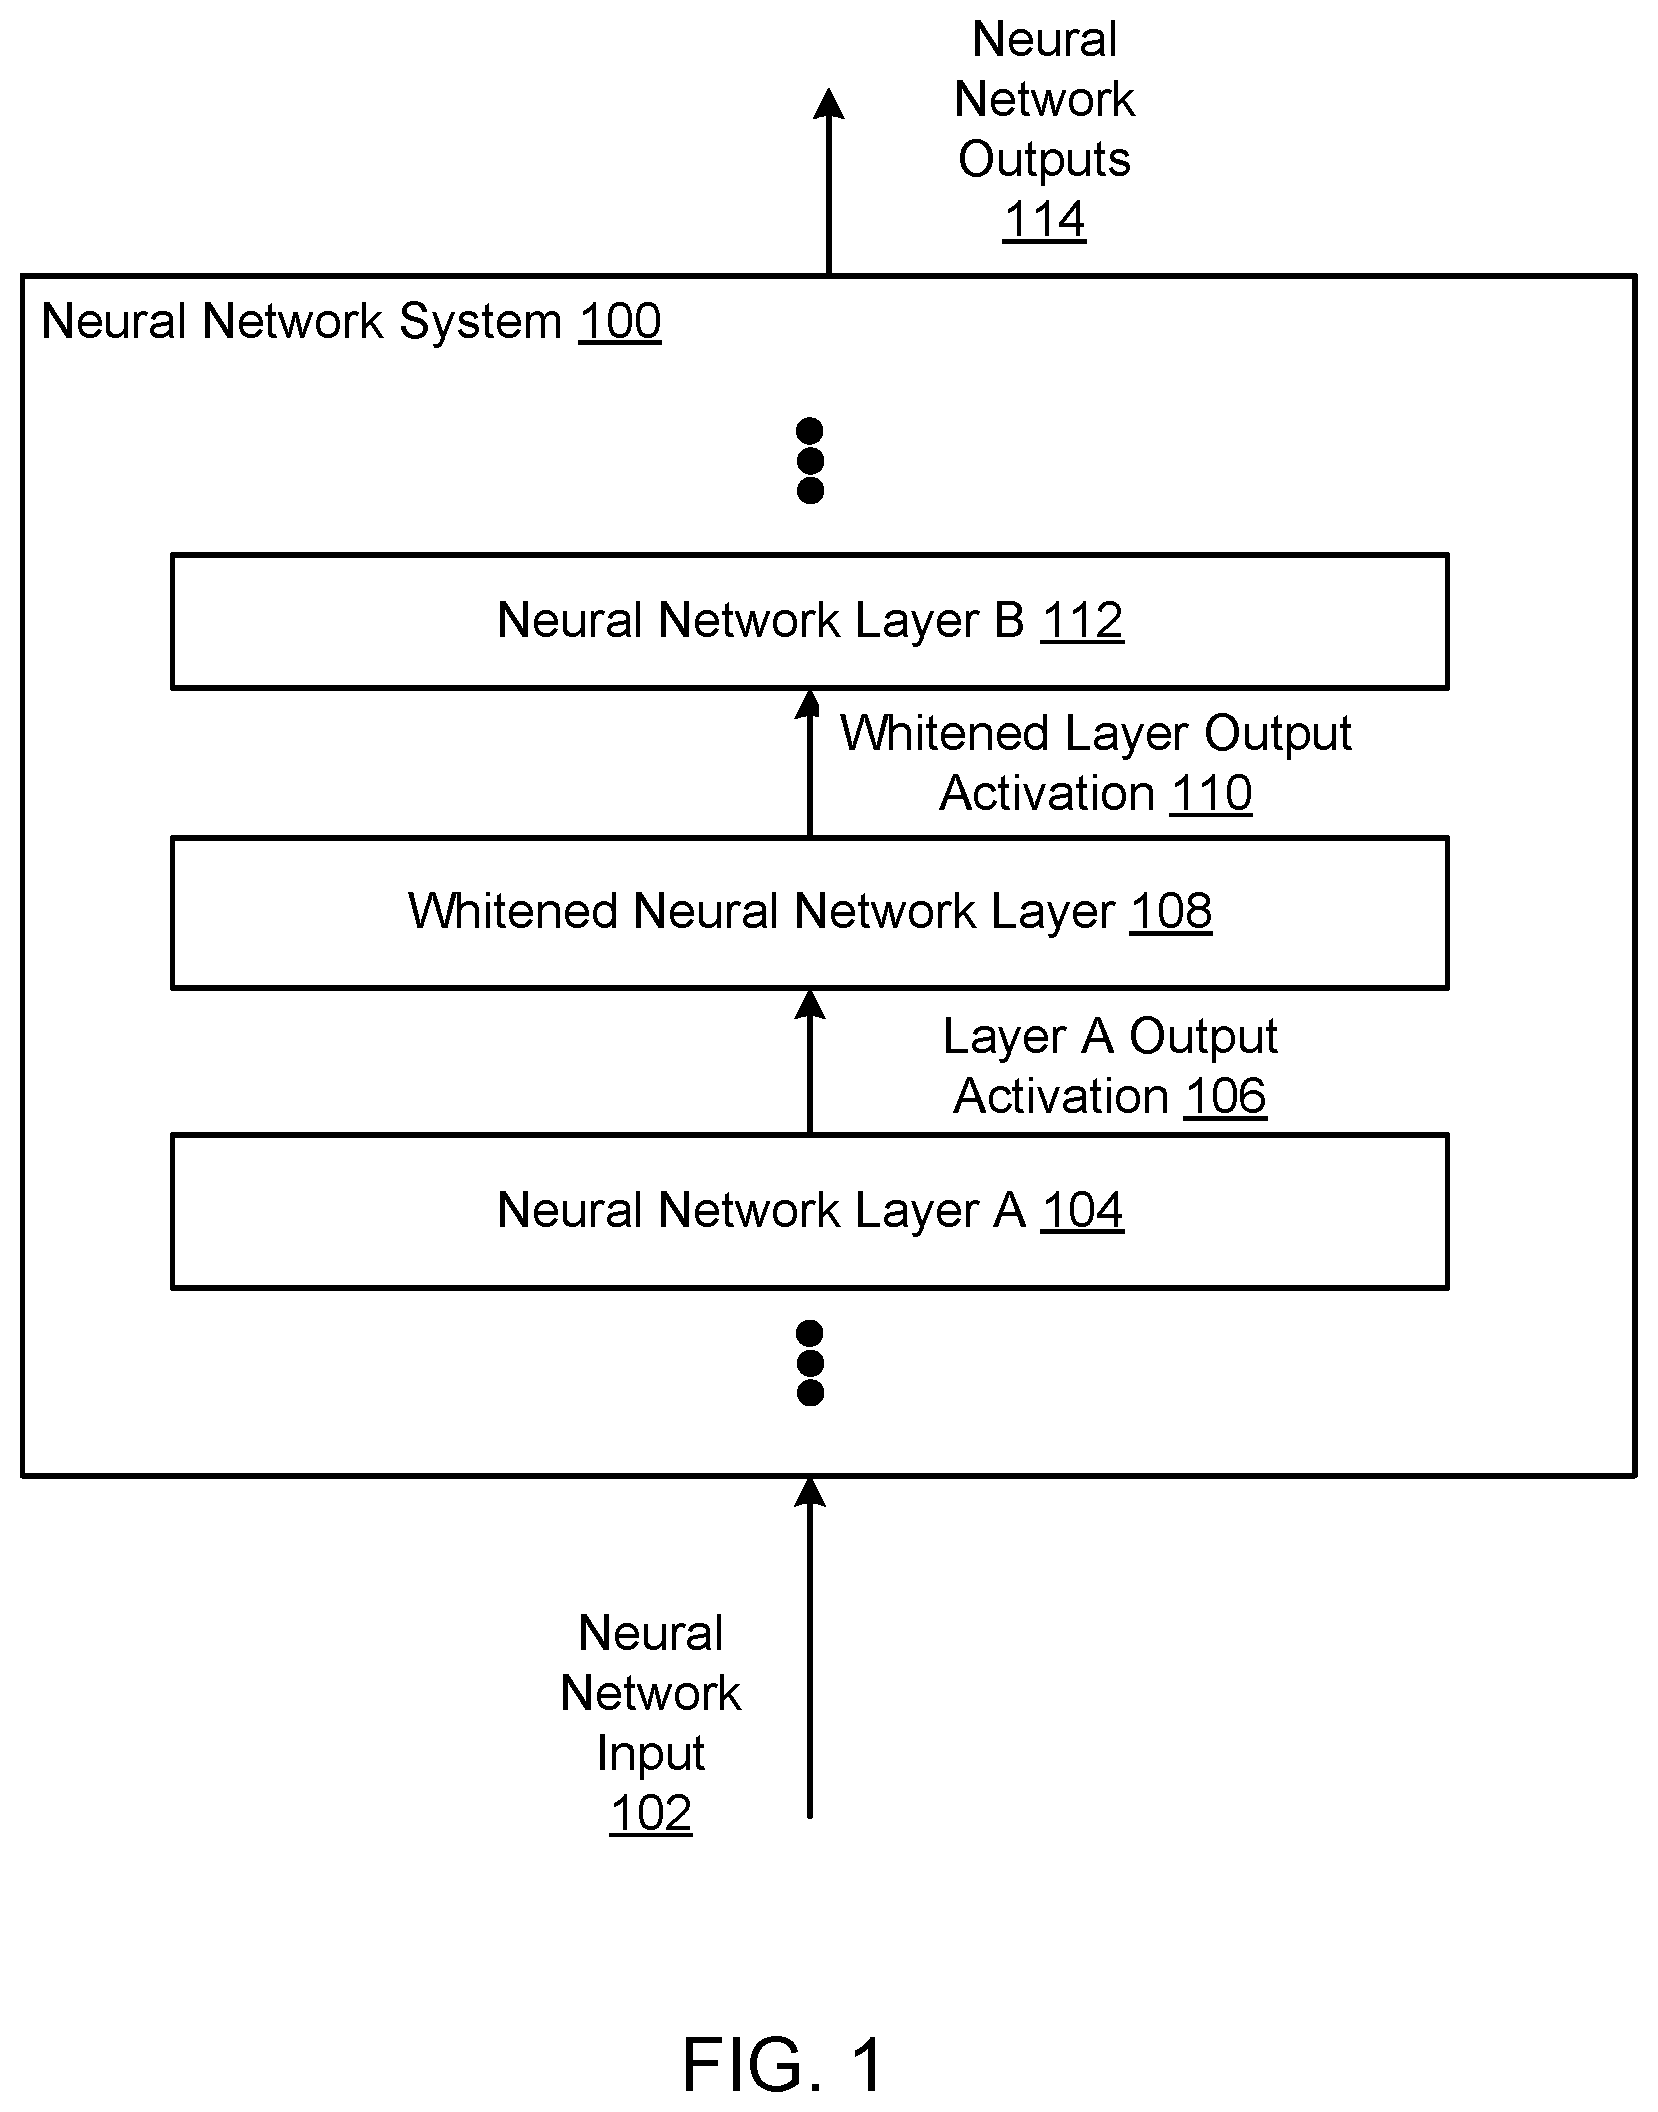 Neural
Network
Outputs
114
Neural Network System 100
Neural Network Layer B 112
Whitened Layer Output
Activation 110
Whitened Neural Network Layer 108
Layer A Output
Activation 106
Neural Network Layer A 104
Neural
Network
Input
102
FIG. 1